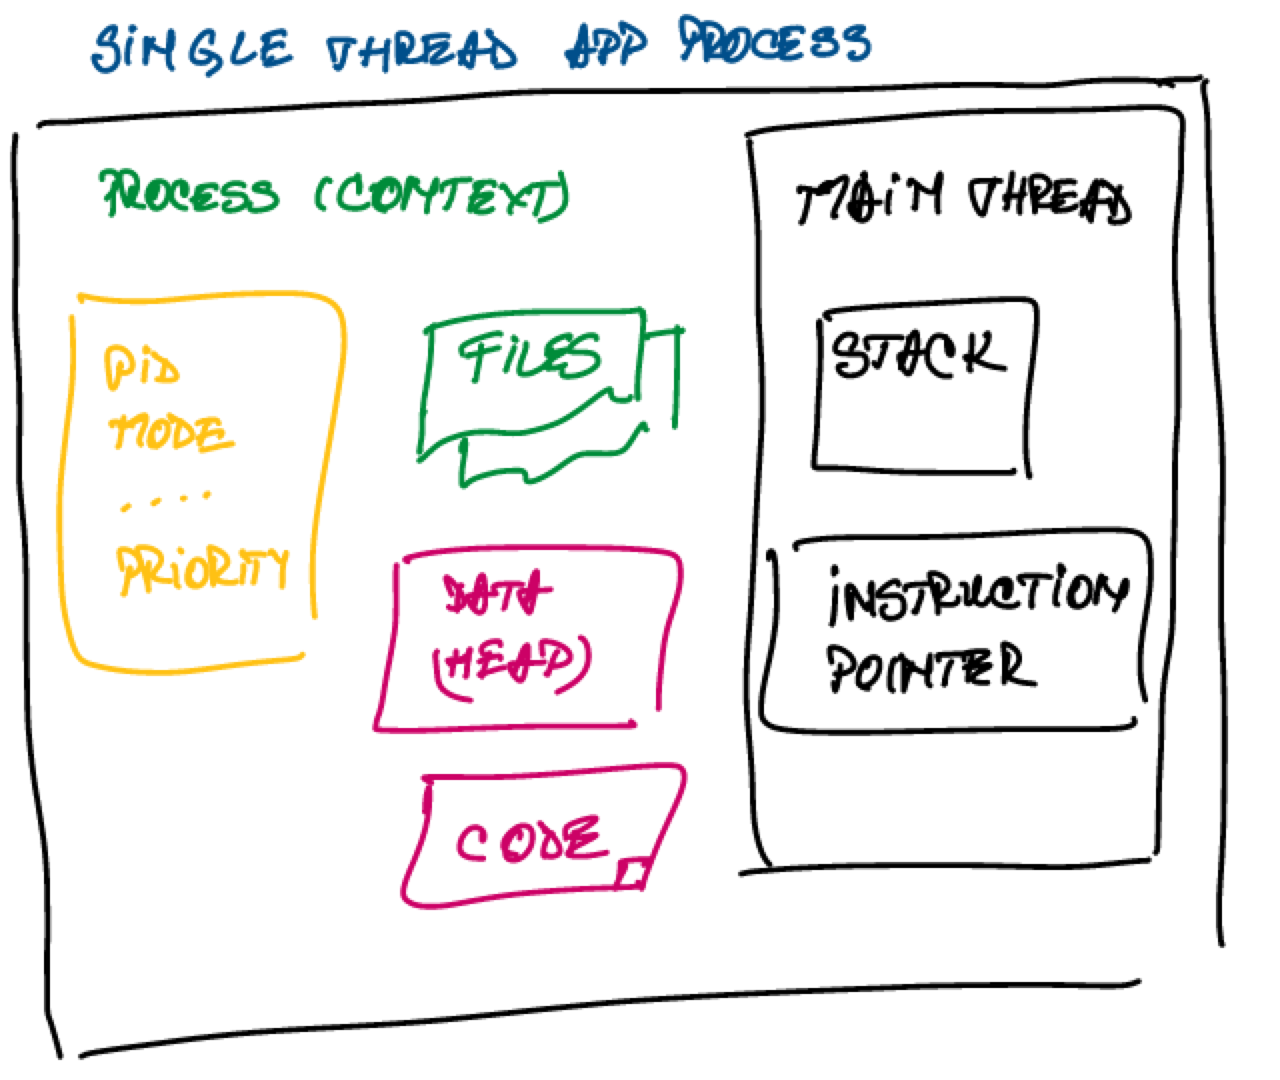 SINGLE THREAD APP PROCESS
PROCESS (CONTEXT)
PID
MODE
....
PRIORITY
FILES
DATA
(HEAP)
CODE
MAIN THREAD
STACK
INSTRUCTION
POINTER